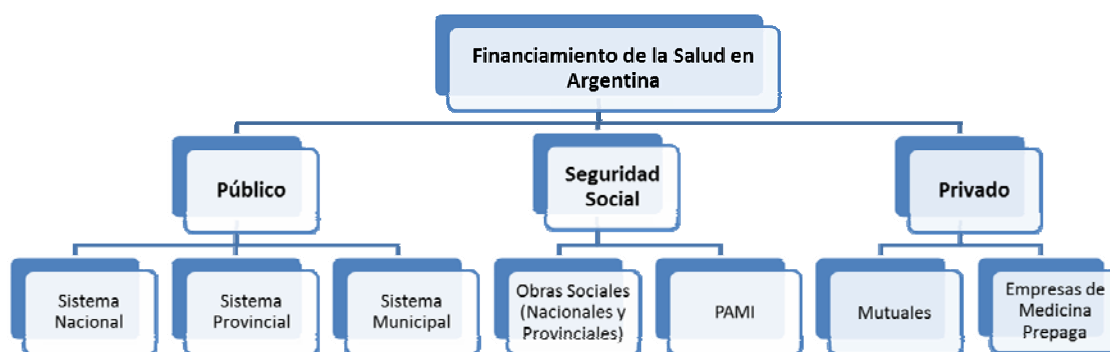 Financiamiento de la Salud en
Argentina
Público
Seguridad
Social
Privado
Sistema
Nacional
Sistema
Provincial
Sistema
Municipal
Obras Sociales
(Nacionales y
Provinciales)
PAMI
Mutuales
Empresas de
Medicina
Prepaga